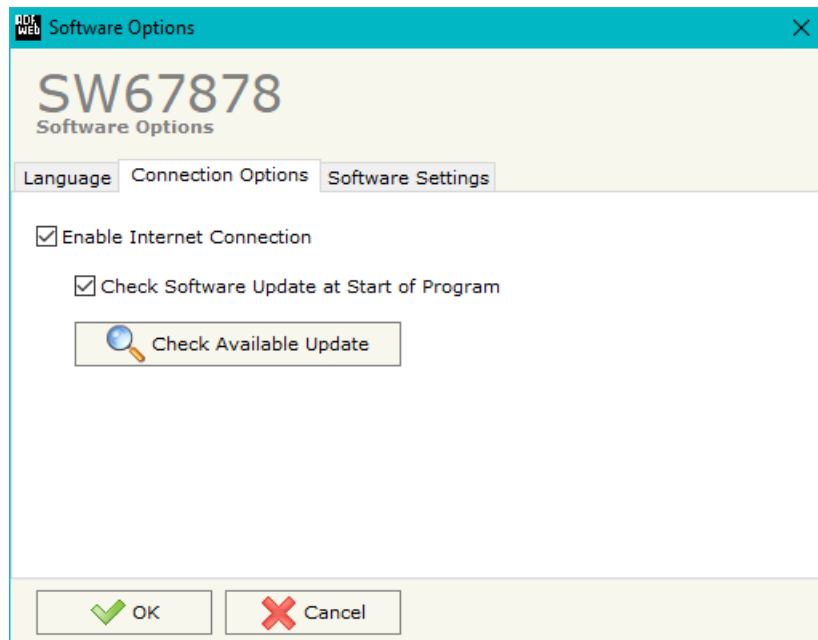 ADF
WEB
Software Options
SW67878
Software Options
Language Connection Options Software Settings
Enable Internet Connection
Check Software Update at Start of Program
Check Available Update
OK Cancel